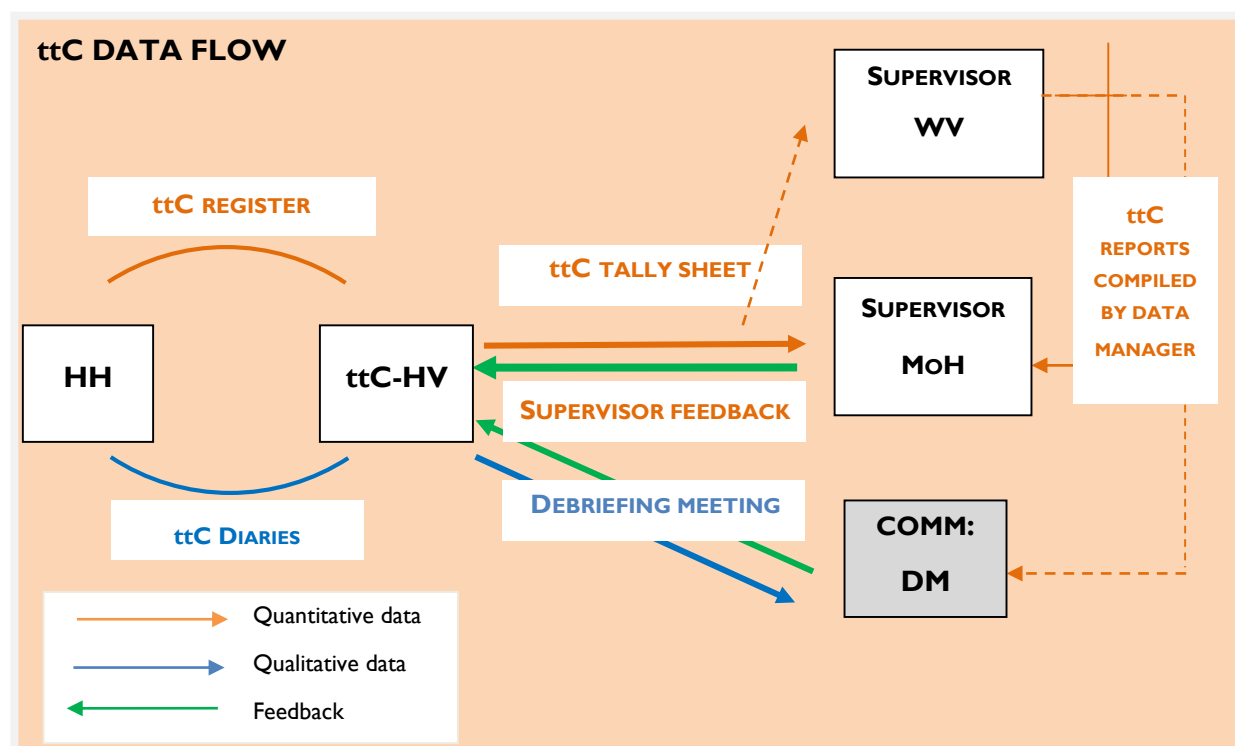 ttC DATA FLOW
SUPERVISOR
WV
ttC REGISTER
ttC
REPORTS
COMPILED
BY DATA
MANAGER
ttC TALLY SHEET
SUPERVISOR
MOH
HH
ttC-HV
SUPERVISOR FEEDBACK
DEBRIEFING MEETING
ttC DIARIES
COMM:
DM
Quantitative data
Qualitative data
Feedback